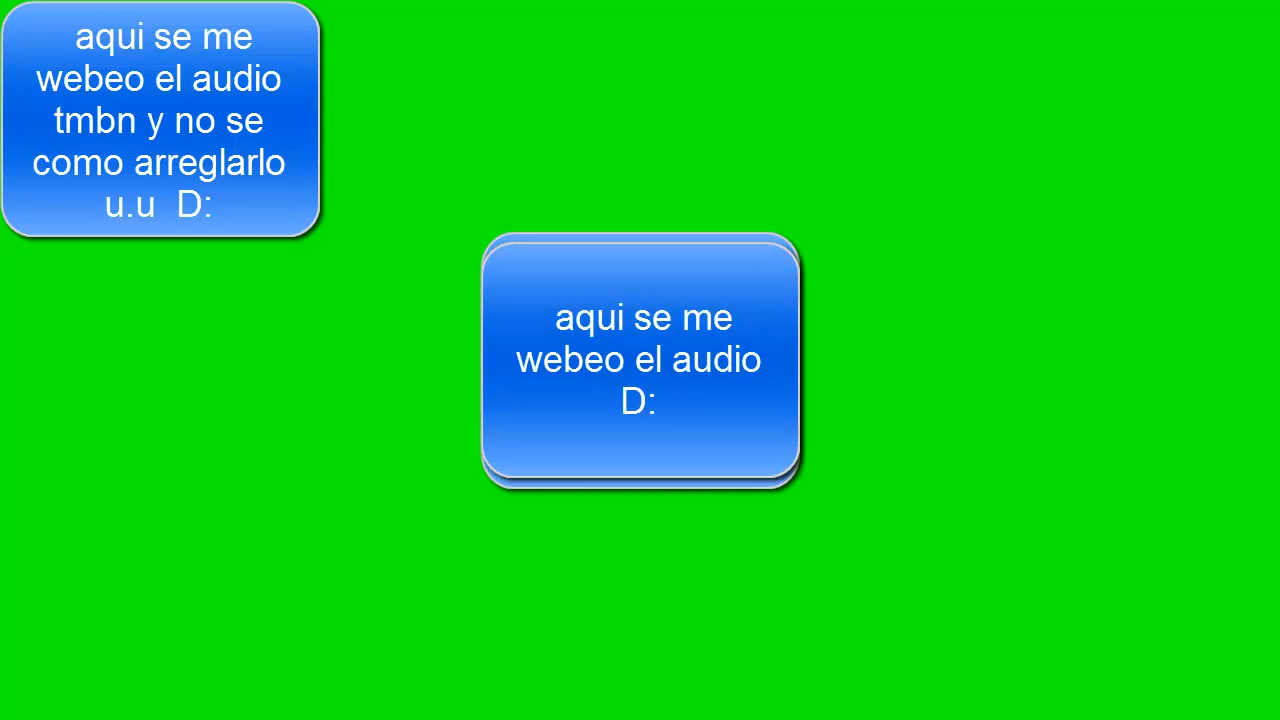 aqui se me
webeo el audio
tmbn y no se
como arreglarlo
u.u  D:
aqui se me
webeo el audio
D: